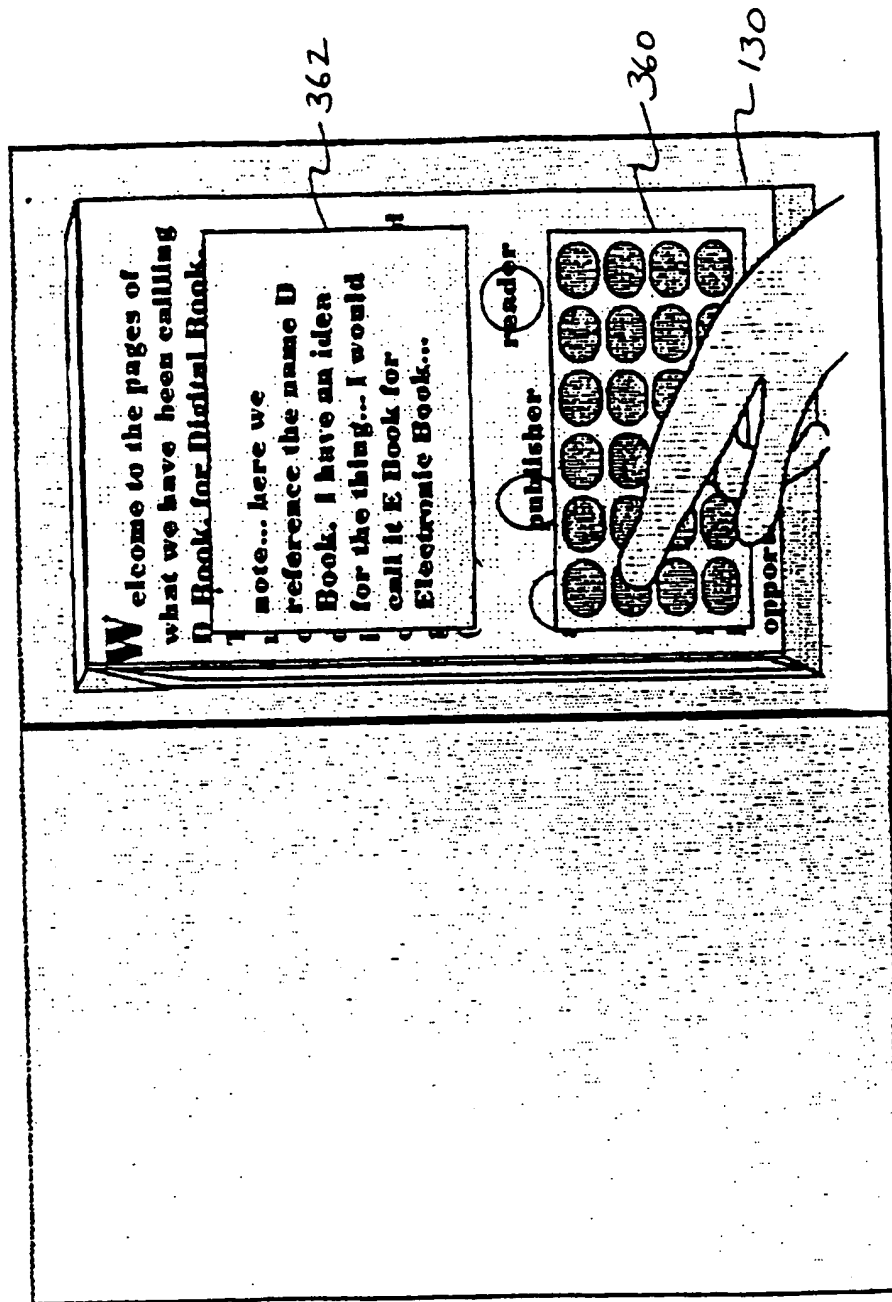 Welcome to the pages of
what we have been callling
D Book, for Digital Book.
note... here we
reference the name D
Book. I have an idea
for the thing... I would
call it E Book for
Electronic Book...
publisher
reader
oppor
362
360
130